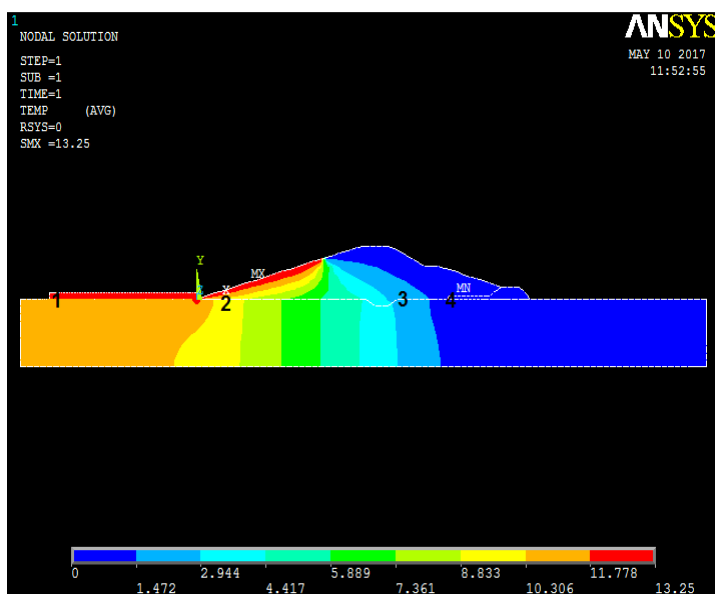 1
NODAL SOLUTION
STEP=1
SUB =1
TIME=1
TEMP (AVG)
RSYS=0
SMX =13.25
ANSYS
MAY 10 2017
11:52:55
Y
MX
X
MN
1
2
3
4
0 2.944 5.889 8.833 11.778
1.472 4.417 7.361 10.306 13.25